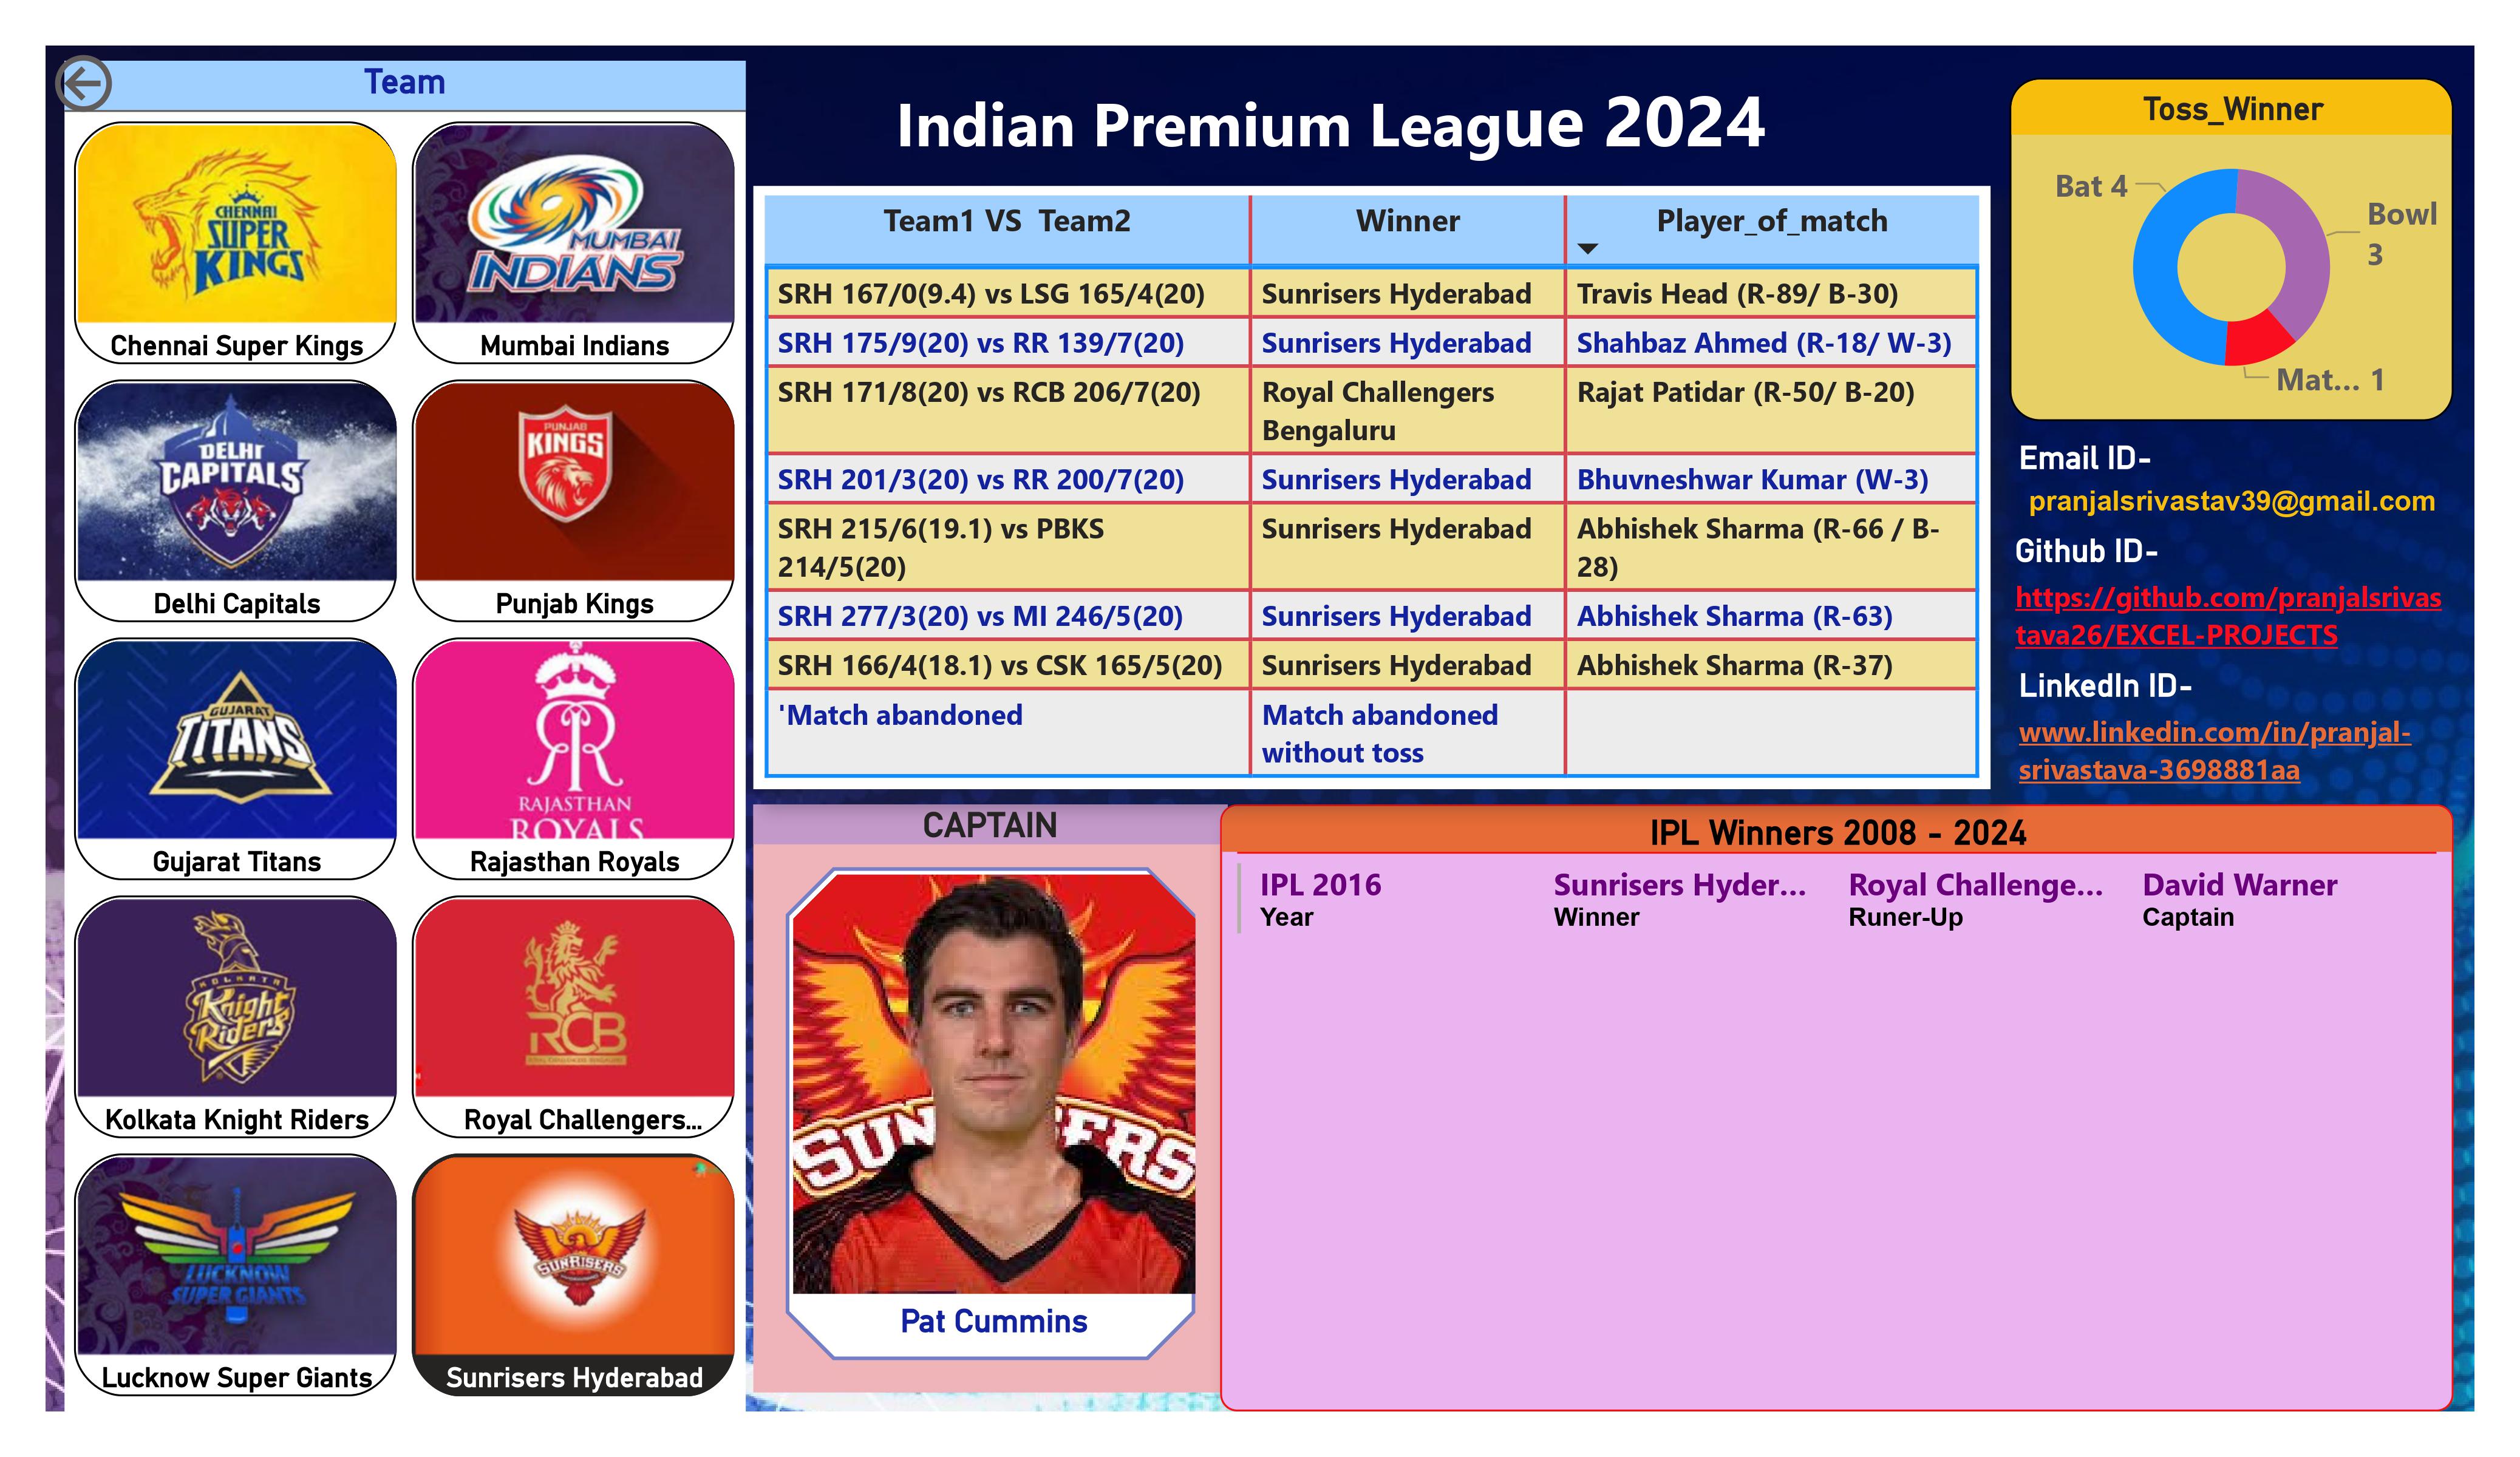 Team
CHENNAI
SUPER
KINGS
Chennai Super Kings
MUMBAI
INDIANS
Mumbai Indians
DELHI
CAPITALS
Delhi Capitals
PUNJAB
KINGS
Punjab Kings
GUJARAT
TITANS
Gujarat Titans
RAJASTHAN
ROYALS
Rajasthan Royals
KOLKATA
Knight
Riders
Kolkata Knight Riders
RCB
Royal Challengers...
LUCKNOW
SUPER GIANTS
Lucknow Super Giants
SUNRISERS
Sunrisers Hyderabad
Indian Premium League 2024
Team1 VS  Team2 Winner Player_of_match
SRH 167/0(9.4) vs LSG 165/4(20) Sunrisers Hyderabad Travis Head (R-89/ B-30)
SRH 175/9(20) vs RR 139/7(20) Sunrisers Hyderabad Shahbaz Ahmed (R-18/ W-3)
SRH 171/8(20) vs RCB 206/7(20) Royal Challengers Rajat Patidar (R-50/ B-20)
Bengaluru
SRH 201/3(20) vs RR 200/7(20) Sunrisers Hyderabad Bhuvneshwar Kumar (W-3)
SRH 215/6(19.1) vs PBKS Sunrisers Hyderabad Abhishek Sharma (R-66 / B-
214/5(20) 28)
SRH 277/3(20) vs MI 246/5(20) Sunrisers Hyderabad Abhishek Sharma (R-63)
SRH 166/4(18.1) vs CSK 165/5(20) Sunrisers Hyderabad Abhishek Sharma (R-37)
'Match abandoned Match abandoned
without toss
Toss_Winner
Bat 4
Bowl
3
Mat... 1
Email ID-
pranjalsrivastav39@gmail.com
Github ID-
https://github.com/pranjalsrivas
tava26/EXCEL-PROJECTS
LinkedIn ID-
www.linkedin.com/in/pranjal-
srivastava-3698881aa
CAPTAIN
SUN ERS
Pat Cummins
IPL Winners 2008 - 2024
IPL 2016 Sunrisers Hyder... Royal Challenge... David Warner
Year Winner Runer-Up Captain